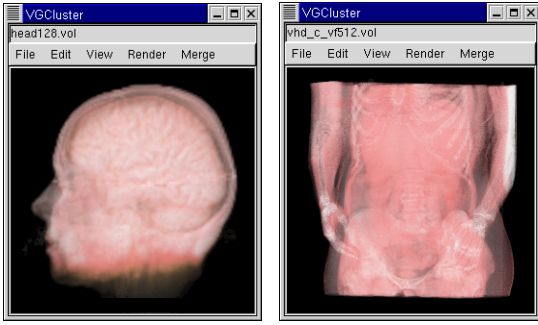 VGCluster
head128.vol
File Edit View Render Merge
VGCluster
vhd_c_vf512.vol
File Edit View Render Merge